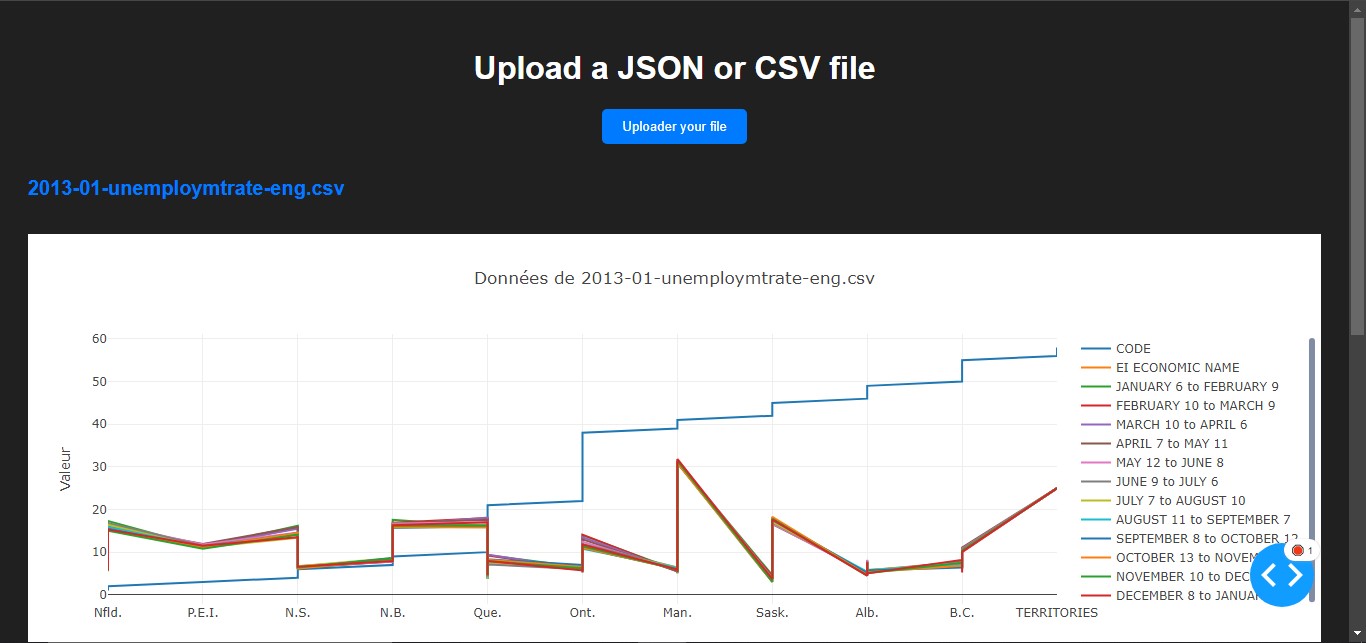 Upload a JSON or CSV file
Uploader your file
2013-01-unemploymtrate-eng.csv
Données de 2013-01-unemploymtrate-eng.csv
Valeur
60
50
40
30
20
10
0
Nfld.
P.E.I.
N.S.
N.B.
Que.
Ont.
Man.
Sask.
Alb.
B.C.
TERRITORIES
CODE
EI ECONOMIC NAME
JANUARY 6 to FEBRUARY 9
FEBRUARY 10 to MARCH 9
MARCH 10 to APRIL 6
APRIL 7 to MAY 11
MAY 12 to JUNE 8
JUNE 9 to JULY 6
JULY 7 to AUGUST 10
AUGUST 11 to SEPTEMBER 7
SEPTEMBER 8 to OCTOBER 12
OCTOBER 13 to NOVEM
NOVEMBER 10 to DEC
DECEMBER 8 to JANUA
1